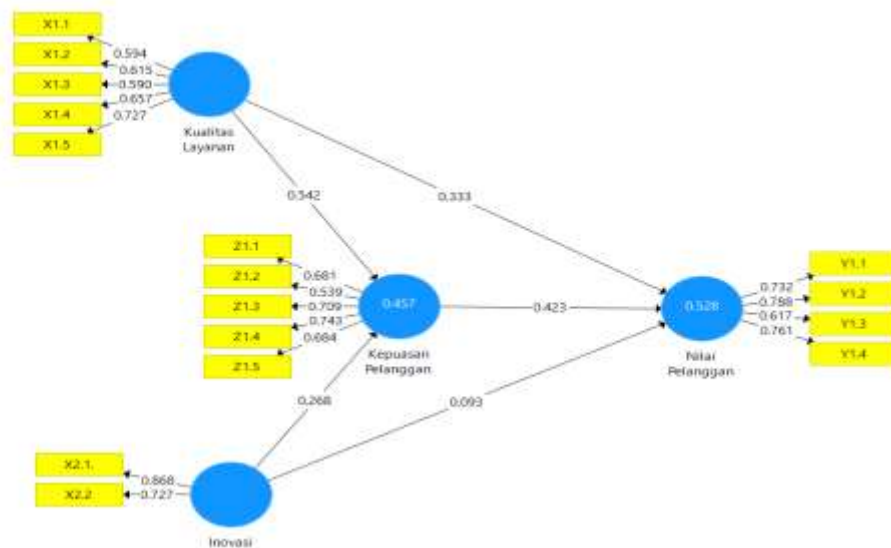 X1.1
X1.2
X1.3
X1.4
X1.5
0.594
0.615
0.590
0.657
0.727
Kualitas
Layanan
0.542
0.333
Z1.1
Z1.2
Z1.3
Z1.4
Z1.5
0.681
0.539
0.709
0.743
0.684
0.457
Kepuasan
Pelanggan
0.423
0.528
Nilai
Pelanggan
0.732
0.788
0.617
0.761
Y1.1
Y1.2
Y1.3
Y1.4
0.268
0.093
X2.1.
X2.2
0.868
0.727
Inovasi